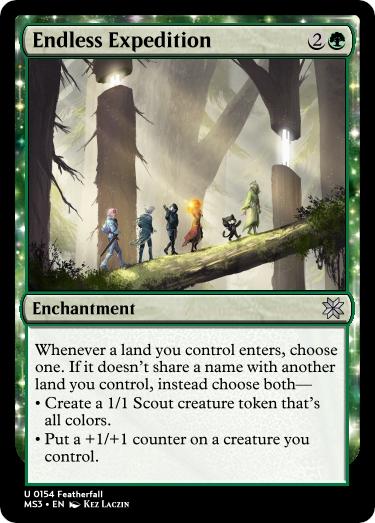 Endless Expedition 2
Enchantment
Whenever a land you control enters, choose
one. If it doesn't share a name with another
land you control, instead choose both—
• Create a 1/1 Scout creature token that's
all colors.
• Put a +1/+1 counter on a creature you
control.
U 0154 Featherfall
MS3 • EN Kez Laczin